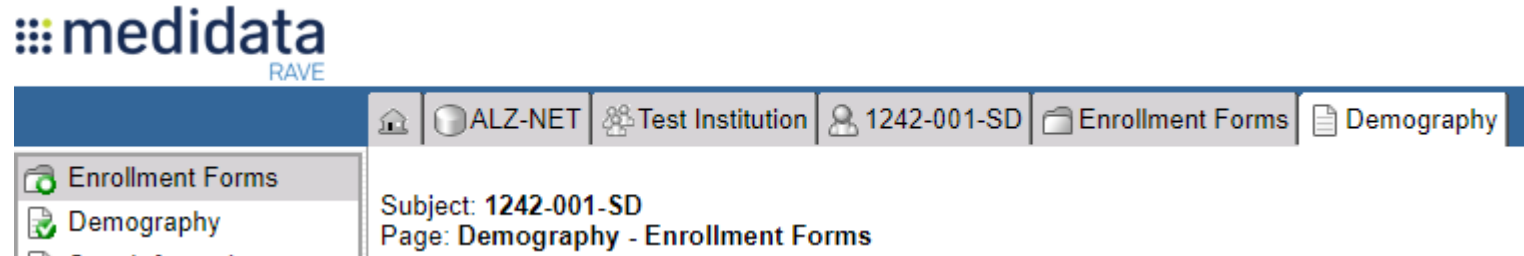 medidata
RAVE
ALZ-NET Test Institution 1242-001-SD Enrollment Forms Demography
Enrollment Forms
Demography
Subject: 1242-001-SD
Page: Demography - Enrollment Forms